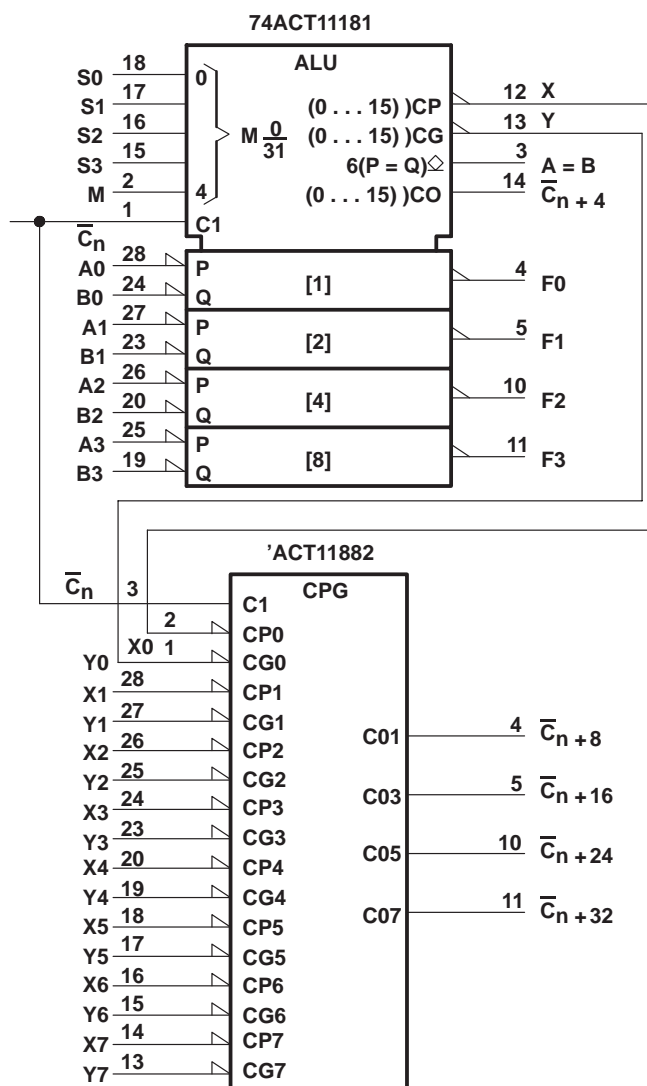 74ACT11181
ALU
S0 18 0
S1 17 (0 . . . 15) )CP 12 X
S2 16 M 0/31 (0 . . . 15) )CG 13 Y
S3 15 6(P = Q) 3 A = B
M 2 4 (0 . . . 15) )CO 14 C̅n + 4
C̅n 1 C1
A0 28 P [1] 4 F0
B0 24 Q
A1 27 P [2] 5 F1
B1 23 Q
A2 26 P [4] 10 F2
B2 20 Q
A3 25 P [8] 11 F3
B3 19 Q
'ACT11882
CPG
C̅n 3 C1
X0 2 CP0
Y0 1 CG0
X1 28 CP1
Y1 27 CG1 C01 4 C̅n + 8
X2 26 CP2
Y2 25 CG2
X3 24 CP3 C03 5 C̅n + 16
Y3 23 CG3
X4 20 CP4 C05 10 C̅n + 24
Y4 19 CG4
X5 18 CP5 C07 11 C̅n + 32
Y5 17 CG5
X6 16 CP6
Y6 15 CG6
X7 14 CP7
Y7 13 CG7